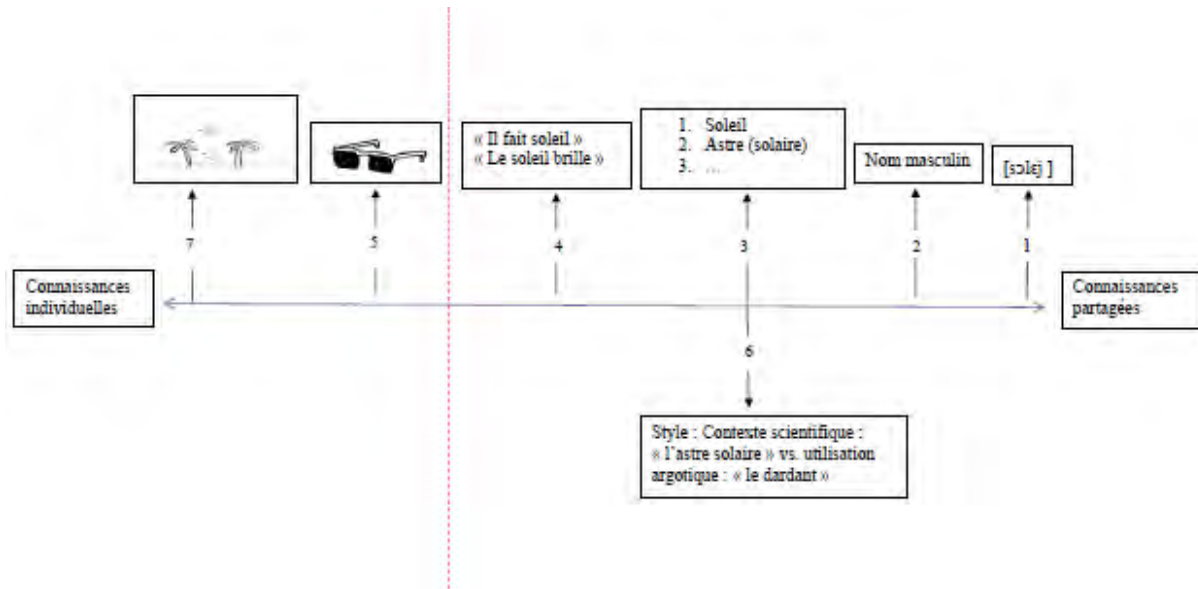 « Il fait soleil »
« Le soleil brille »
1. Soleil
2. Astre (solaire)
3. ...
Nom masculin
[sɔlɛj ]
7
5
4
3
2
1
Connaissances
individuelles
Connaissances
partagées
6
Style : Contexte scientifique :
« l’astre solaire » vs. utilisation
argotique : « le dardant »